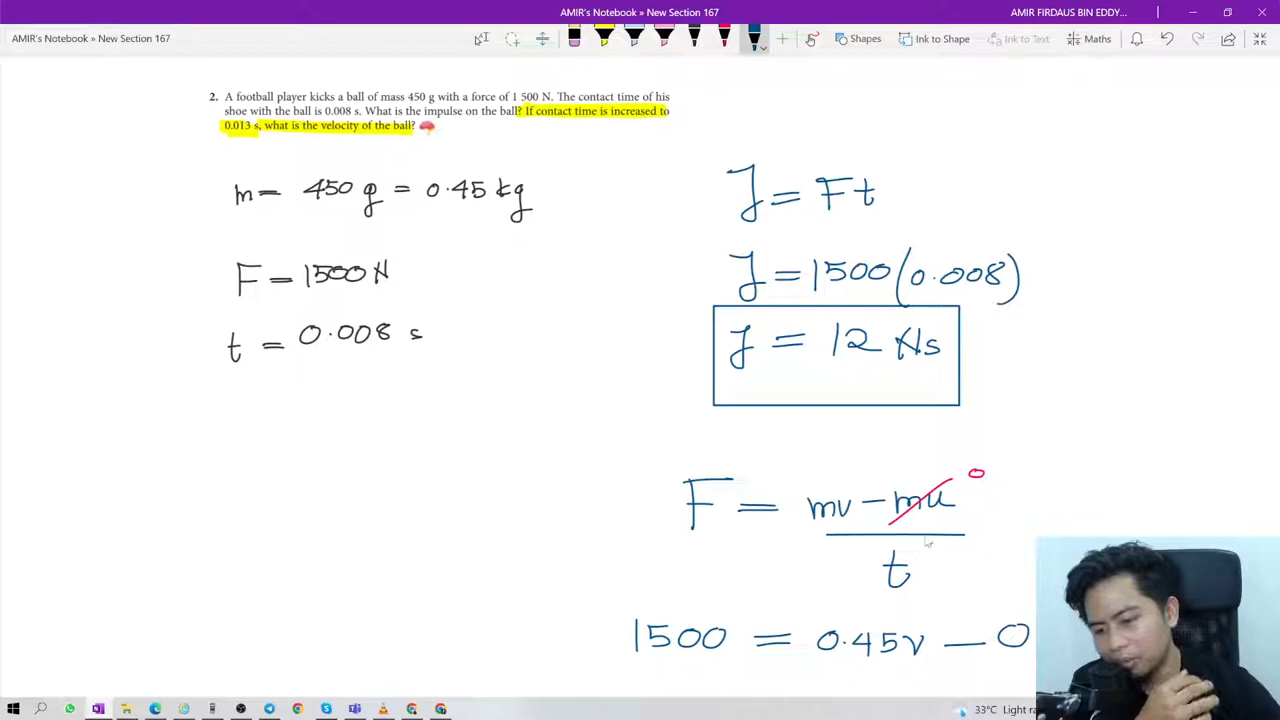 AMIR's Notebook » New Section 167
AMIR FIRDAUS BIN EDDY...
AMIR's Notebook » New Section 167
Shapes
Ink to Shape
Ink to Text
Maths
2. A football player kicks a ball of mass 450 g with a force of 1 500 N. The contact time of his
shoe with the ball is 0.008 s. What is the impulse on the ball? If contact time is increased to
0.013 s, what is the velocity of the ball?
m = 450 g = 0.45 kg
F = 1500 N
t = 0.008 s
J = Ft
J = 1500(0.008)
J = 12 Ns
0
F = mv - mu
t
1500 = 0.45v - 0
33°C Light ra